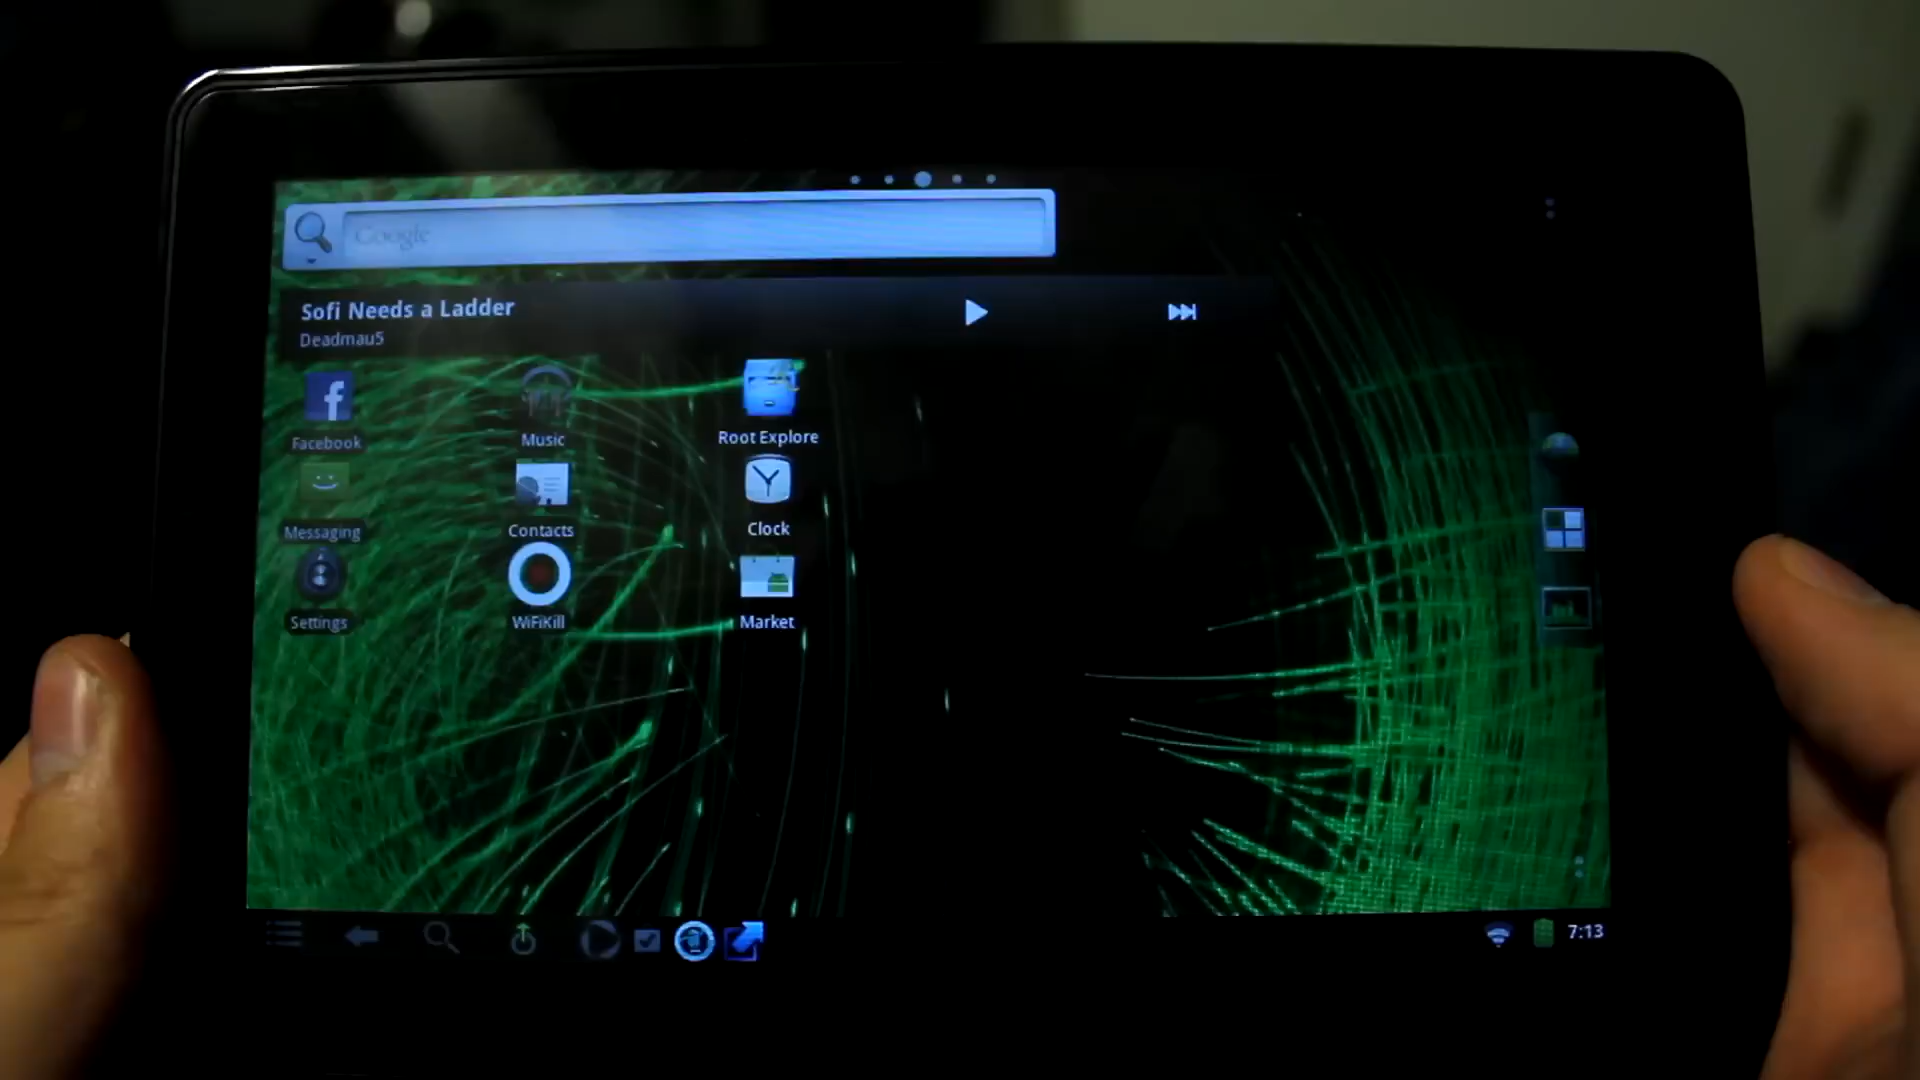 Google
Sofi Needs a Ladder
Deadmau5
Facebook
Music
Root Explore
Messaging
Contacts
Clock
Settings
WiFiKill
Market
7:13